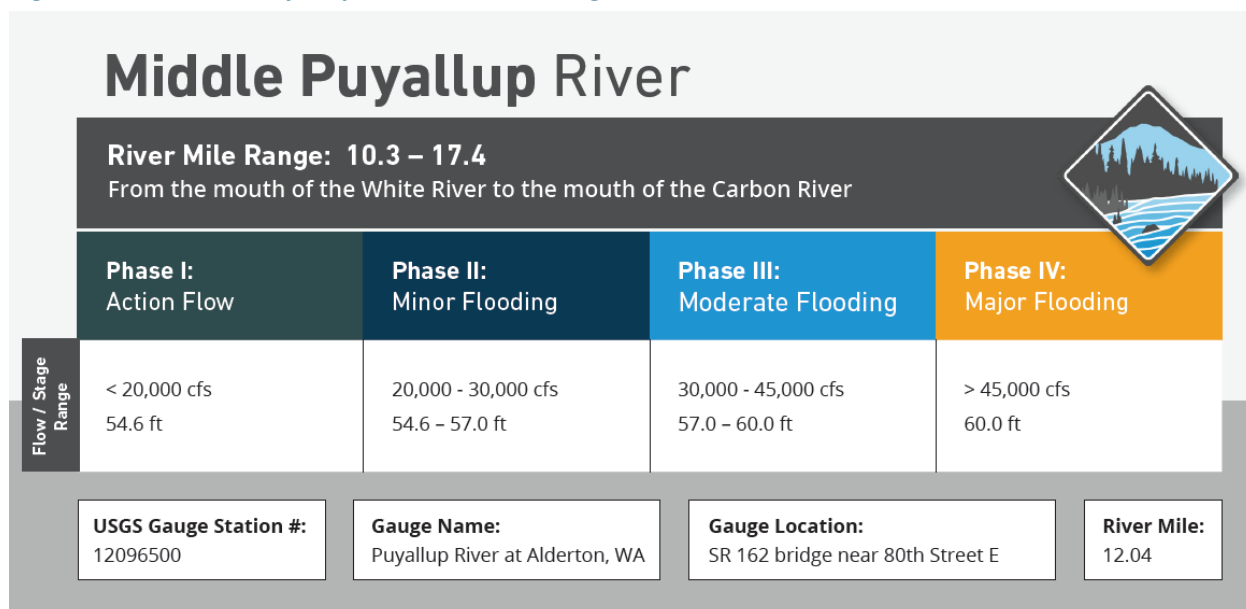 Middle Puyallup River
River Mile Range: 10.3 – 17.4
From the mouth of the White River to the mouth of the Carbon River
Phase I:
Action Flow
Phase II:
Minor Flooding
Phase III:
Moderate Flooding
Phase IV:
Major Flooding
Flow / Stage
Range
< 20,000 cfs
54.6 ft
20,000 - 30,000 cfs
54.6 – 57.0 ft
30,000 - 45,000 cfs
57.0 – 60.0 ft
> 45,000 cfs
60.0 ft
USGS Gauge Station #:
12096500
Gauge Name:
Puyallup River at Alderton, WA
Gauge Location:
SR 162 bridge near 80th Street E
River Mile:
12.04